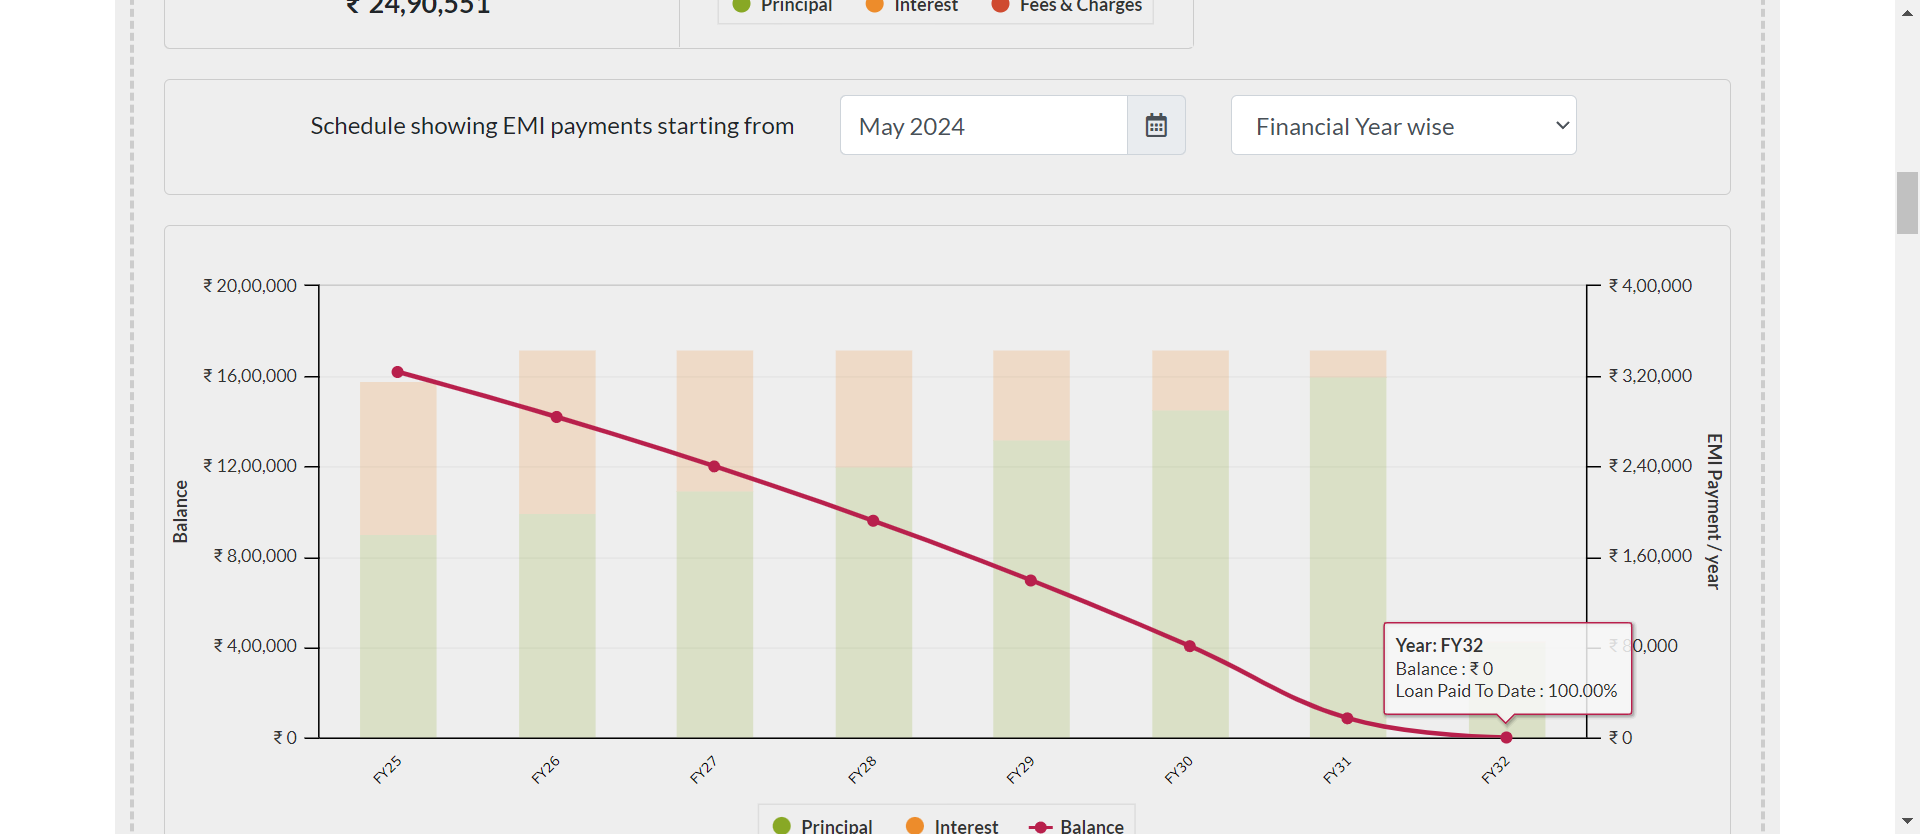 ₹ 24,90,551
Principal Interest Fees & Charges
Schedule showing EMI payments starting from May 2024 Financial Year wise
₹ 20,00,000
₹ 16,00,000
₹ 12,00,000
₹ 8,00,000
₹ 4,00,000
₹ 0
Balance
₹ 4,00,000
₹ 3,20,000
₹ 2,40,000
₹ 1,60,000
₹ 80,000
₹ 0
EMI Payment / year
Year: FY32
Balance : ₹ 0
Loan Paid To Date : 100.00%
FY25 FY26 FY27 FY28 FY29 FY30 FY31 FY32
Principal Interest Balance